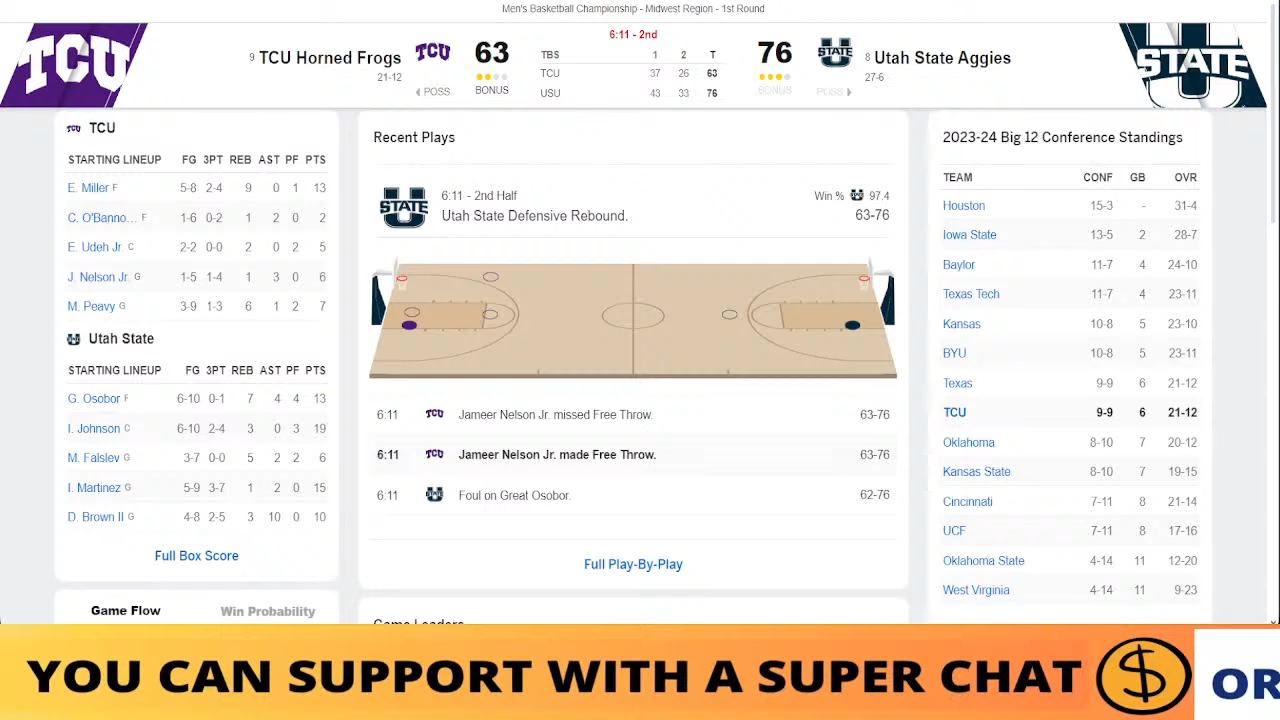 Men's Basketball Championship - Midwest Region - 1st Round
TCU
9 TCU Horned Frogs
21-12
TCU
POSS
63
BONUS
6:11 - 2nd
TBS 1 2 T
TCU 37 26 63
USU 43 33 76
76
BONUS
STATE
POSS
8 Utah State Aggies
27-6
STATE
TCU TCU
STARTING LINEUP FG 3PT REB AST PF PTS
E. Miller F 5-8 2-4 9 0 1 13
C. O'Banno... F 1-6 0-2 1 2 0 2
E. Udeh Jr. C 2-2 0-0 2 0 2 5
J. Nelson Jr. G 1-5 1-4 1 3 0 6
M. Peavy G 3-9 1-3 6 1 2 7
Utah State
STARTING LINEUP FG 3PT REB AST PF PTS
G. Osobor F 6-10 0-1 7 4 4 13
I. Johnson C 6-10 2-4 3 0 3 19
M. Falslev G 3-7 0-0 5 2 2 6
I. Martinez G 5-9 3-7 1 2 0 15
D. Brown II G 4-8 2-5 3 10 0 10
Full Box Score
Game Flow Win Probability
Recent Plays
STATE
6:11 - 2nd Half
Utah State Defensive Rebound.
Win % 97.4
63-76
6:11 TCU Jameer Nelson Jr. missed Free Throw. 63-76
6:11 TCU Jameer Nelson Jr. made Free Throw. 63-76
6:11 Foul on Great Osobor. 62-76
Full Play-By-Play
Game Leaders
2023-24 Big 12 Conference Standings
TEAM CONF GB OVR
Houston 15-3 - 31-4
Iowa State 13-5 2 28-7
Baylor 11-7 4 24-10
Texas Tech 11-7 4 23-11
Kansas 10-8 5 23-10
BYU 10-8 5 23-11
Texas 9-9 6 21-12
TCU 9-9 6 21-12
Oklahoma 8-10 7 20-12
Kansas State 8-10 7 19-15
Cincinnati 7-11 8 21-14
UCF 7-11 8 17-16
Oklahoma State 4-14 11 12-20
West Virginia 4-14 11 9-23
YOU CAN SUPPORT WITH A SUPER CHAT $ OR